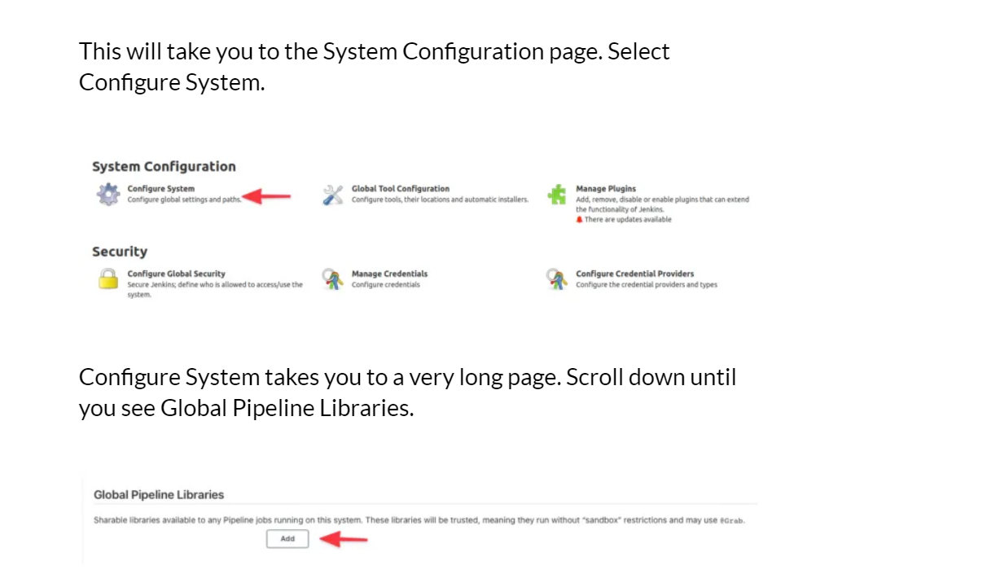 This will take you to the System Configuration page. Select
Configure System.
System Configuration
Configure System
Configure global settings and paths.
Global Tool Configuration
Configure tools, their locations and automatic installers.
Manage Plugins
Add, remove, disable or enable plugins that can extend
the functionality of Jenkins.
There are updates available
Security
Configure Global Security
Secure Jenkins; define who is allowed to access/use the
system.
Manage Credentials
Configure credentials
Configure Credential Providers
Configure the credential providers and types
Configure System takes you to a very long page. Scroll down until
you see Global Pipeline Libraries.
Global Pipeline Libraries
Sharable libraries available to any Pipeline jobs running on this system. These libraries will be trusted, meaning they run without "sandbox" restrictions and may use @Grab.
Add